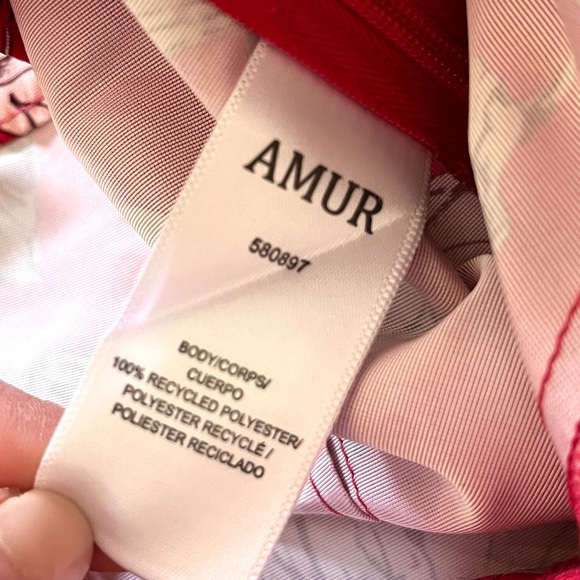 AMUR
580897
BODY/CORPS/
CUERPO
100% RECYCLED POLYESTER/
POLYESTER RECYCLÉ /
POLIESTER RECICLADO